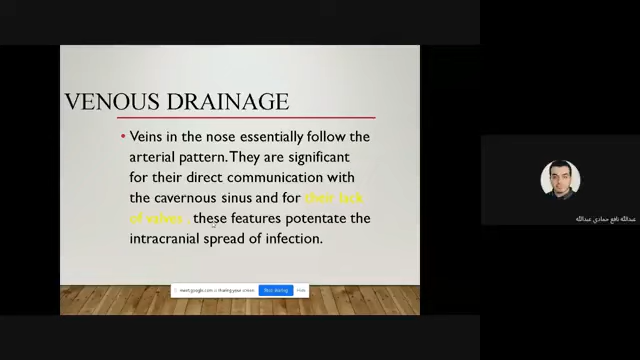 VENOUS DRAINAGE
• Veins in the nose essentially follow the
arterial pattern. They are significant
for their direct communication with
the cavernous sinus and for their lack
of valves , these features potentate the
intracranial spread of infection.
meet.google.com is sharing your screen. Stop sharing Hide
عبدالله نافع حمادي عبدالله